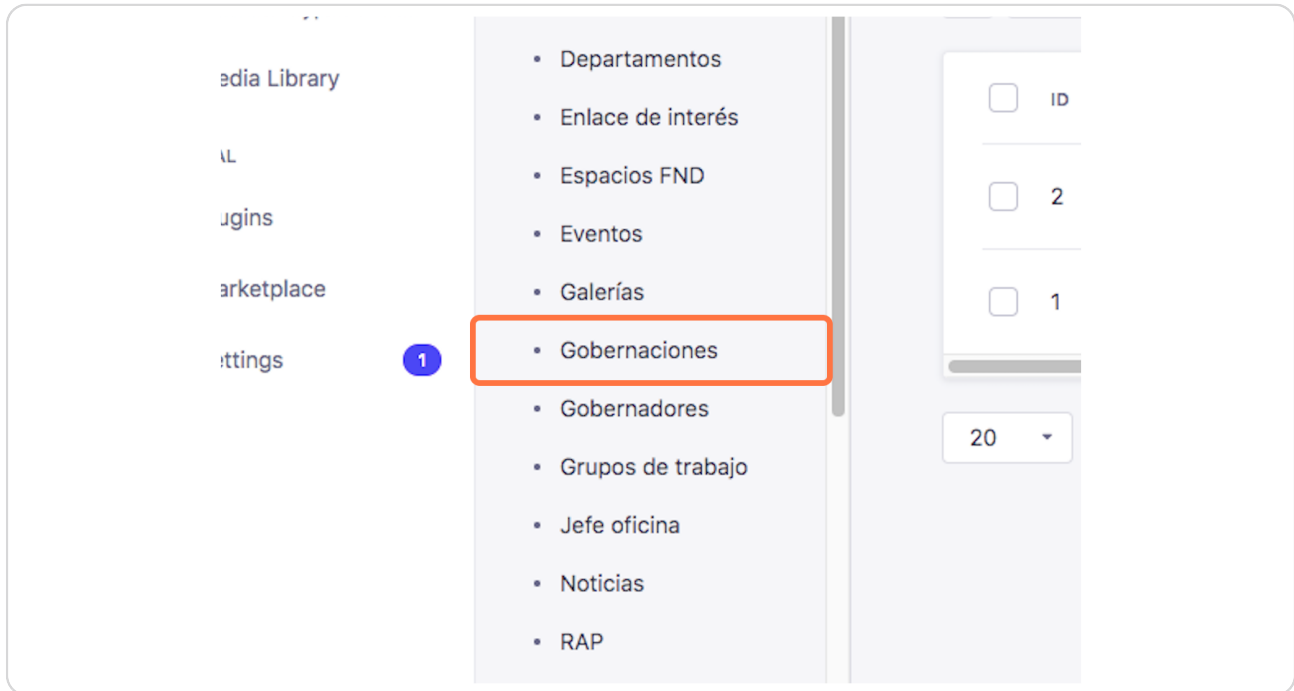 edia Library
AL
ugins
arketplace
ettings
1
Departamentos
Enlace de interés
Espacios FND
Eventos
Galerías
Gobernaciones
Gobernadores
Grupos de trabajo
Jefe oficina
Noticias
RAP
ID
2
1
20